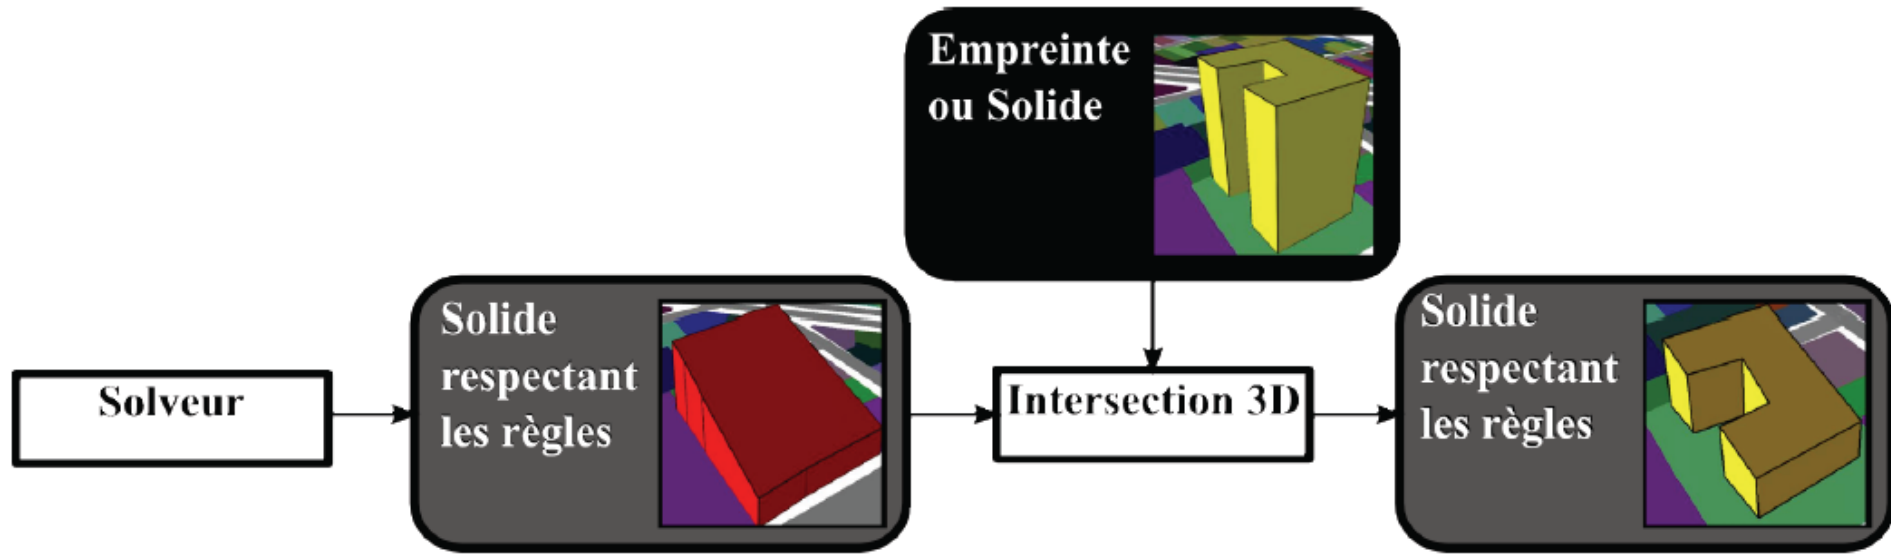 Empreinte
ou Solide
Solveur
Solide
respectant
les règles
Intersection 3D
Solide
respectant
les règles